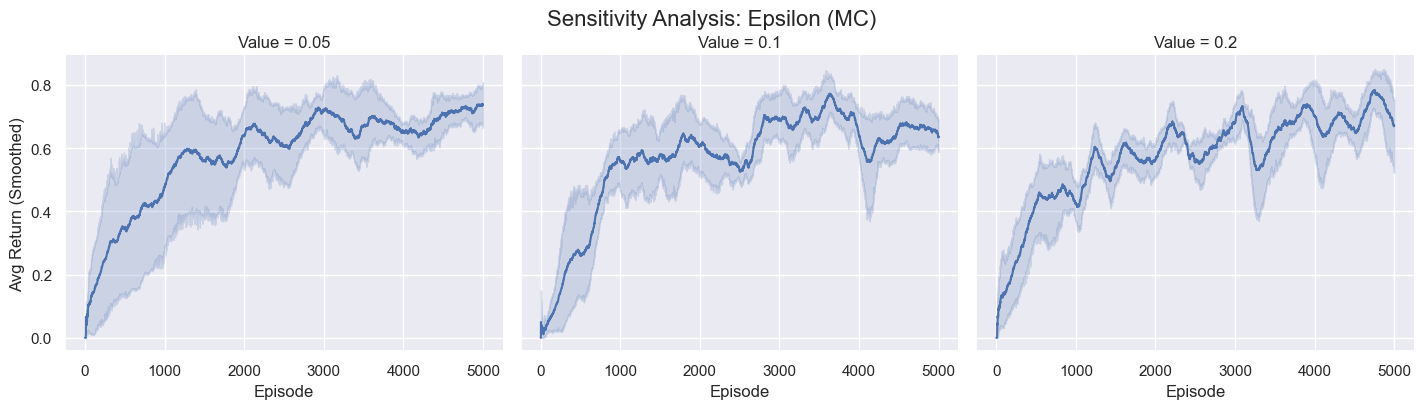 Sensitivity Analysis: Epsilon (MC)
Value = 0.05
Value = 0.1
Value = 0.2
Avg Return (Smoothed)
0.8
0.6
0.4
0.2
0.0
0 1000 2000 3000 4000 5000
0 1000 2000 3000 4000 5000
0 1000 2000 3000 4000 5000
Episode
Episode
Episode